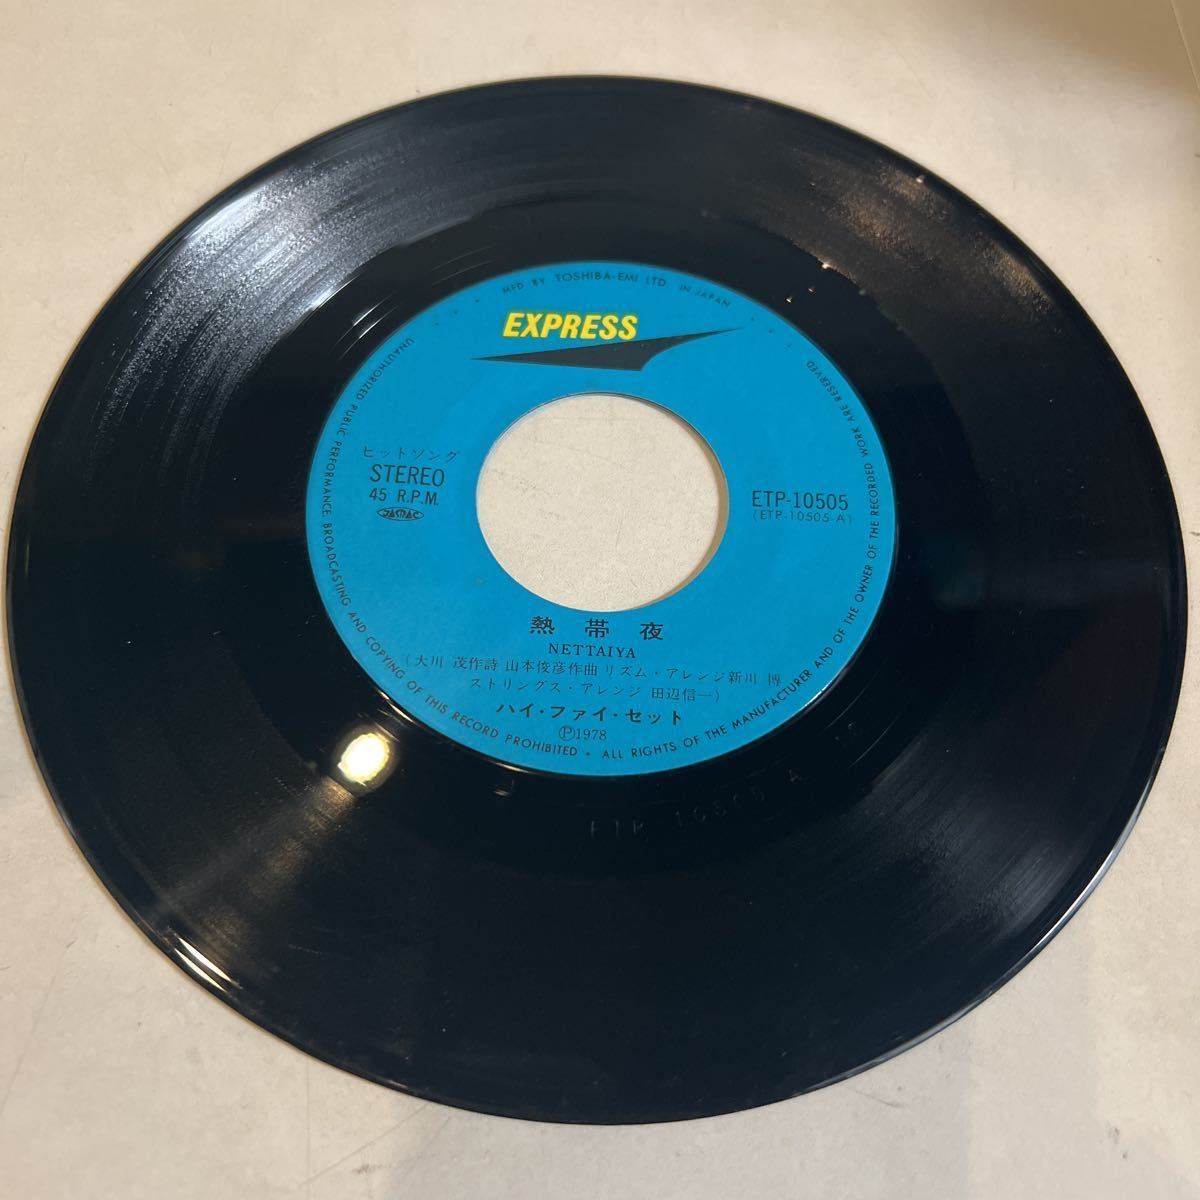 MFD BY TOSHIBA-EMI LTD. IN JAPAN
EXPRESS
ヒットソング
STEREO
45 R.P.M.
JASRAC
ETP-10505
(ETP-10505-A)
熱帯夜
NETTAIYA
(大川 茂作詩 山本俊彦作曲 リズム・アレンジ新川 博
ストリングス・アレンジ 田辺信一)
ハイ・ファイ・セット
Ⓟ1978
UNAUTHORIZED PUBLIC PERFORMANCE, BROADCASTING AND COPYING OF THIS RECORD PROHIBITED • ALL RIGHTS OF THE MANUFACTURER AND OF THE OWNER OF THE RECORDED WORK ARE RESERVED
ETP 10505 A 1S